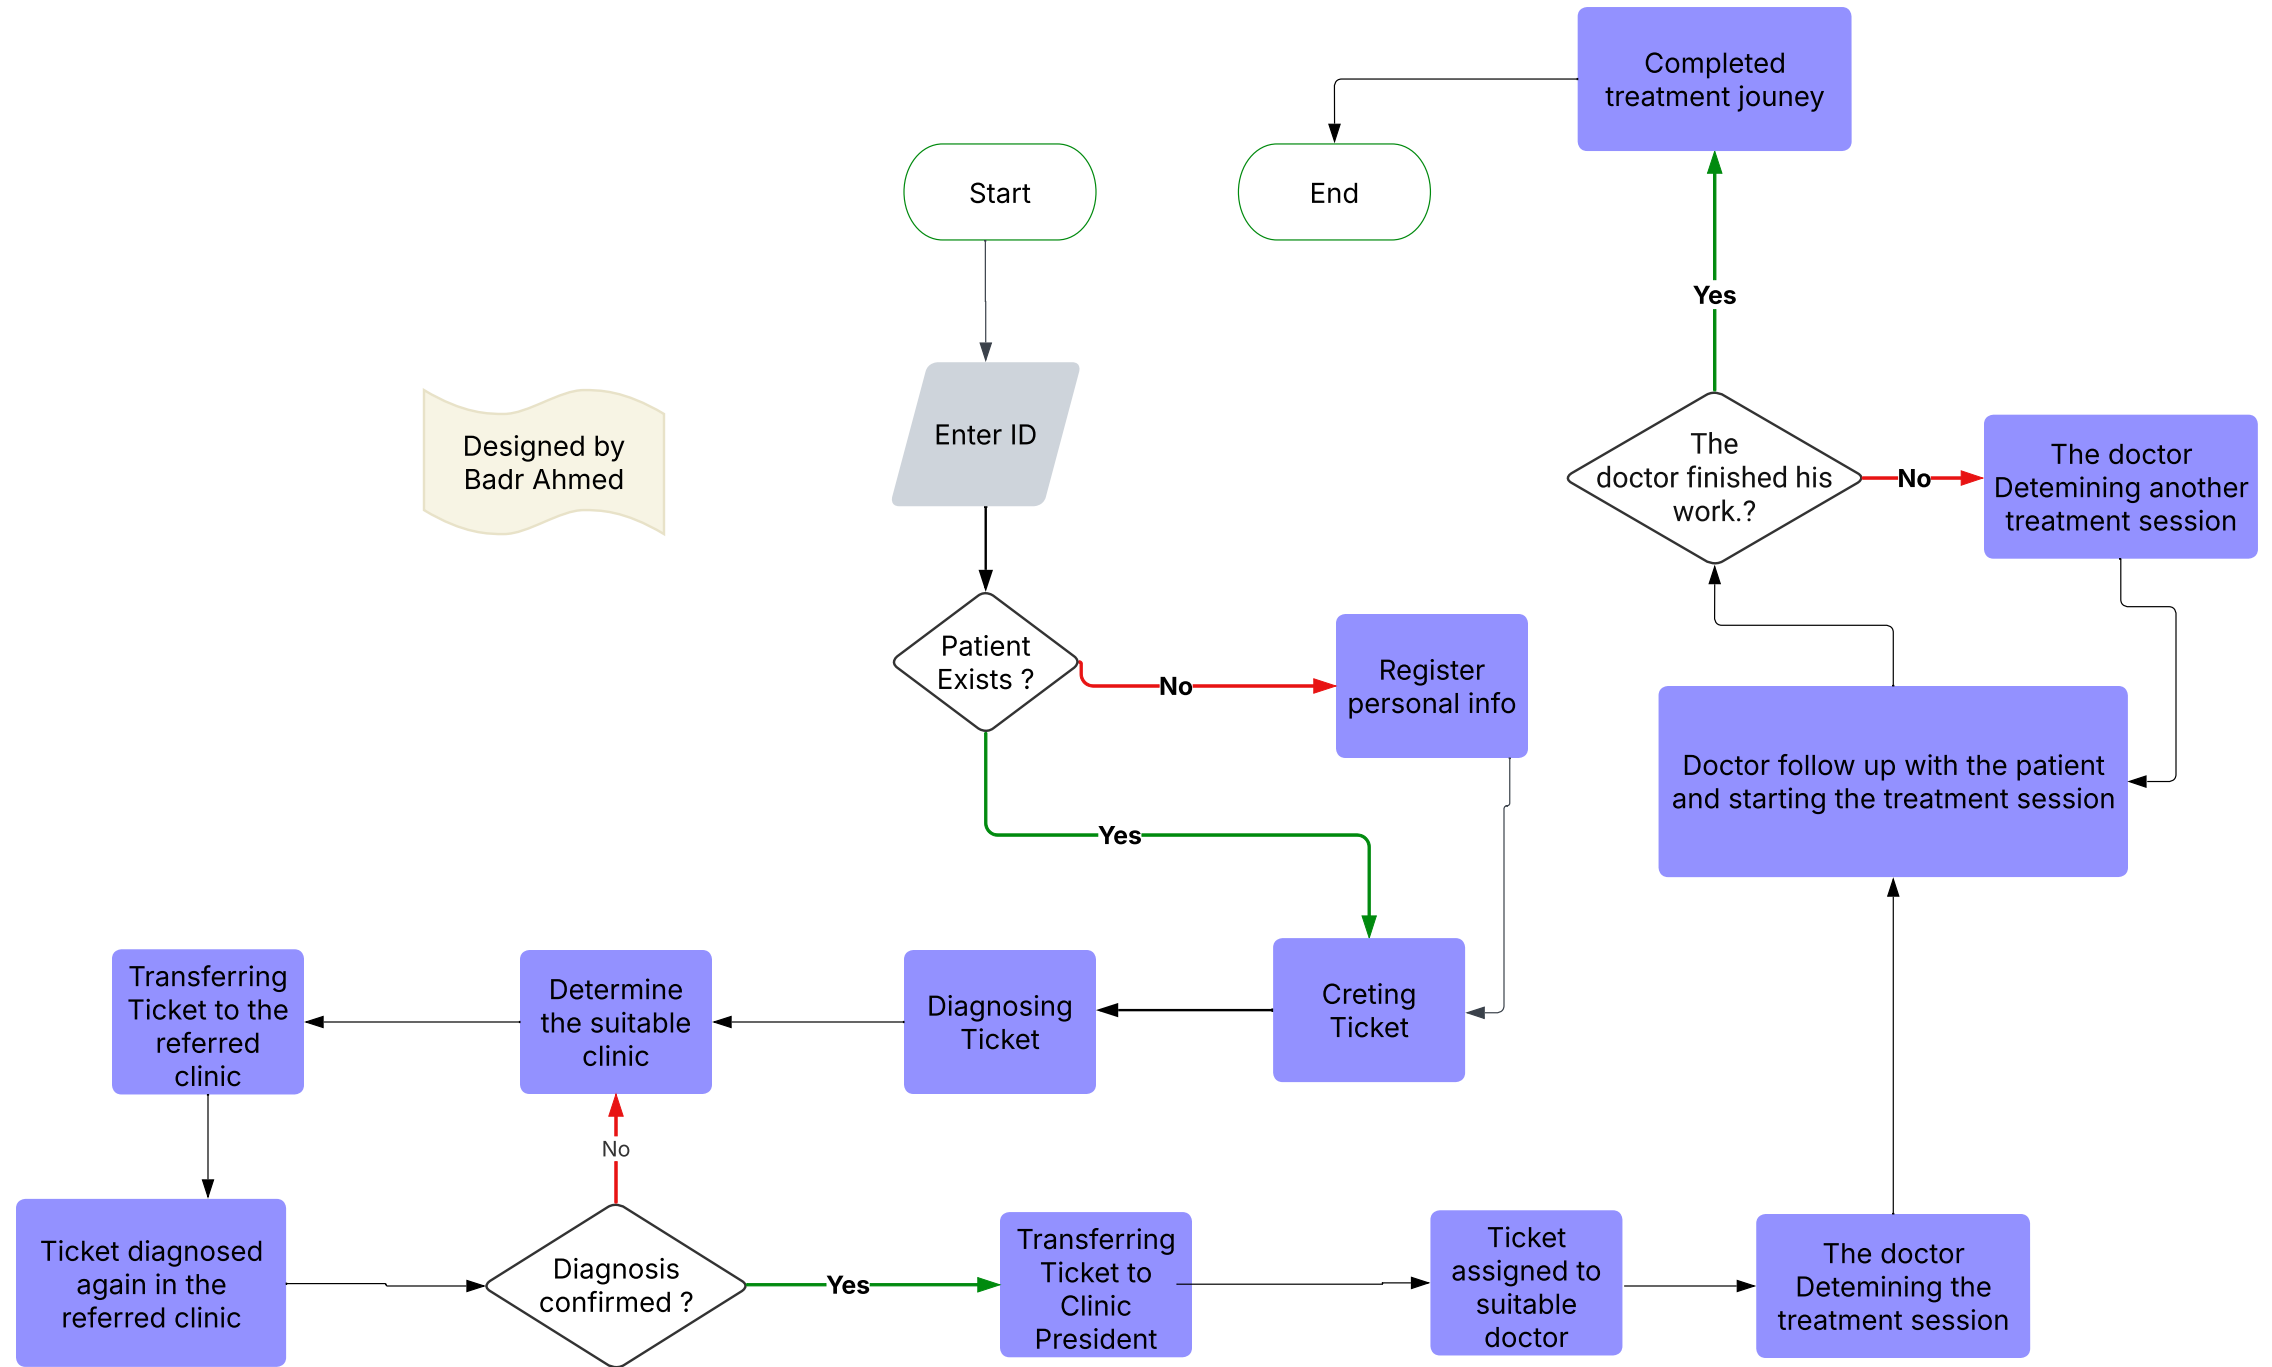 Completed
treatment jouney
Start
End
Yes
Designed by
Badr Ahmed
Enter ID
The
doctor finished his
work.?
No
The doctor
Detemining another
treatment session
Patient
Exists ?
No
Register
personal info
Yes
Doctor follow up with the patient
and starting the treatment session
Transferring
Ticket to the
referred
clinic
Determine
the suitable
clinic
Diagnosing
Ticket
Creting
Ticket
No
Ticket diagnosed
again in the
referred clinic
Diagnosis
confirmed ?
Yes
Transferring
Ticket to
Clinic
President
Ticket
assigned to
suitable
doctor
The doctor
Detemining the
treatment session